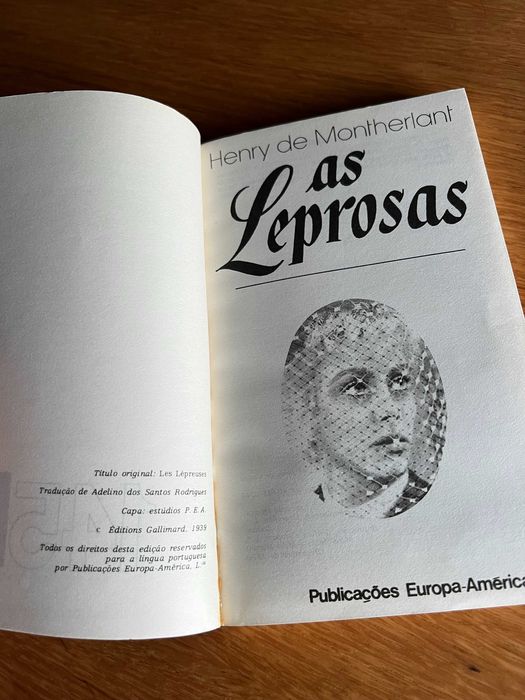 Título original: Les Lépreuses
Tradução de Adelino dos Santos Rodrigues
Capa: estúdios P. E. A.
c Éditions Gallimard, 1939
Todos os direitos desta edição reservados
para a língua portuguesa
por Publicações Europa-América, L.da
Henry de Montherlant
as
Leprosas
Publicações Europa-América